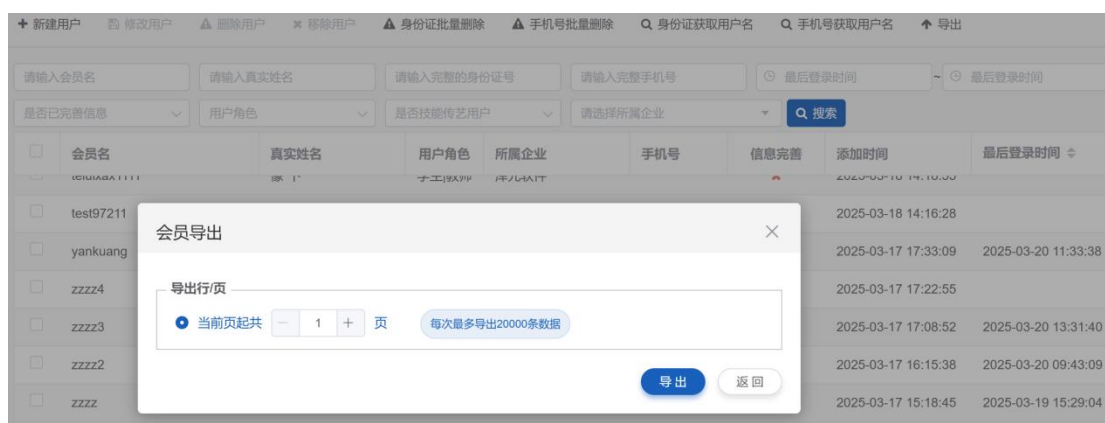 新建用户 修改用户 删除用户 移除用户 身份证批量删除 手机号批量删除 身份证获取用户名 手机号获取用户名 导出
请输入会员名 请输入真实姓名 请输入完整的身份证号 请输入完整手机号 最后登录时间 ~ 最后登录时间
是否已完善信息 用户角色 是否技能传艺用户 请选择所属企业 搜索
会员名 真实姓名 用户角色 所属企业 手机号 信息完善 添加时间 最后登录时间
test97211 2025-03-18 14:16:28
会员导出
yankuang 2025-03-17 17:33:09 2025-03-20 11:33:38
导出行/页
zzzz4 2025-03-17 17:22:55
当前页起共 1 页 每次最多导出20000条数据
zzzz3 2025-03-17 17:08:52 2025-03-20 13:31:40
zzzz2 2025-03-17 16:15:38 2025-03-20 09:43:09
导出 返回
zzzz 2025-03-17 15:18:45 2025-03-19 15:29:04